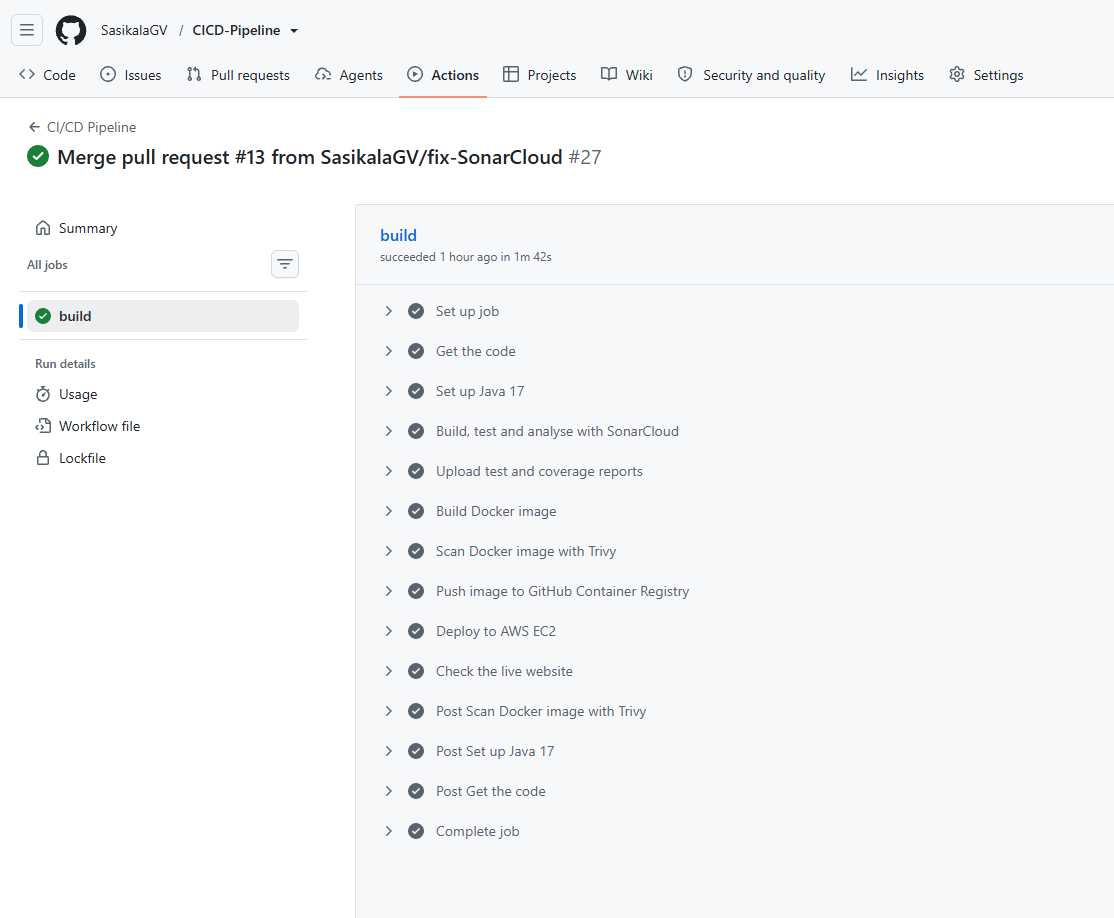 SasikalaGV / CICD-Pipeline
Code Issues Pull requests Agents Actions Projects Wiki Security and quality Insights Settings
CI/CD Pipeline
Merge pull request #13 from SasikalaGV/fix-SonarCloud #27
Summary
All jobs
build
Run details
Usage
Workflow file
Lockfile
build
succeeded 1 hour ago in 1m 42s
Set up job
Get the code
Set up Java 17
Build, test and analyse with SonarCloud
Upload test and coverage reports
Build Docker image
Scan Docker image with Trivy
Push image to GitHub Container Registry
Deploy to AWS EC2
Check the live website
Post Scan Docker image with Trivy
Post Set up Java 17
Post Get the code
Complete job